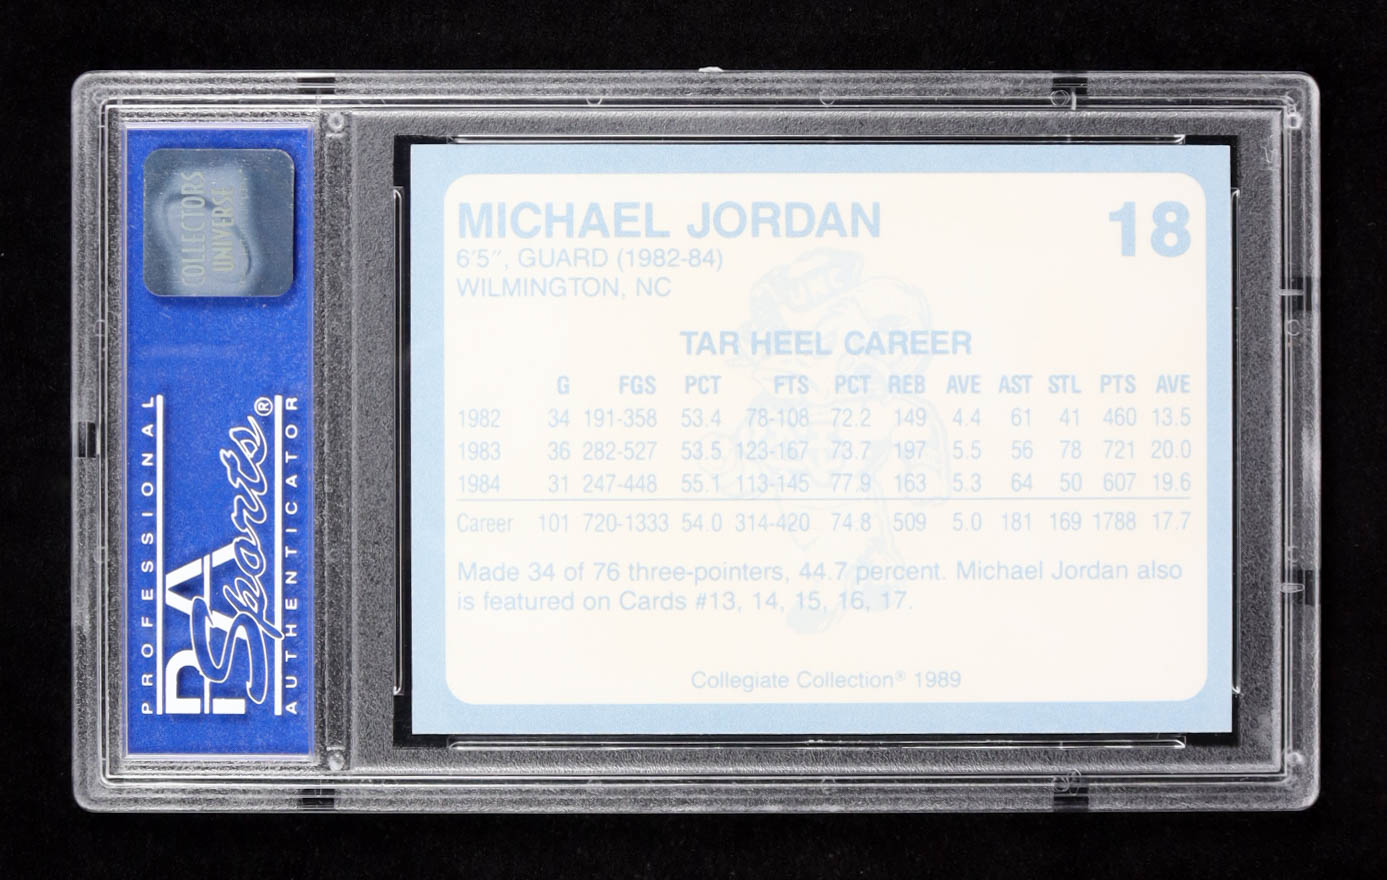 COLLECTORS
UNIVERSE
PROFESSIONAL
PSA
Sports®
AUTHENTICATOR
MICHAEL JORDAN 18
6'5", GUARD (1982-84)
WILMINGTON, NC
TAR HEEL CAREER
G FGS PCT FTS PCT REB AVE AST STL PTS AVE
1982 34 191-358 53.4 78-108 72.2 149 4.4 61 41 460 13.5
1983 36 282-527 53.5 123-167 73.7 197 5.5 56 78 721 20.0
1984 31 247-448 55.1 113-145 77.9 163 5.3 64 50 607 19.6
Career 101 720-1333 54.0 314-420 74.8 509 5.0 181 169 1788 17.7
Made 34 of 76 three-pointers, 44.7 percent. Michael Jordan also
is featured on Cards #13, 14, 15, 16, 17.
Collegiate Collection® 1989